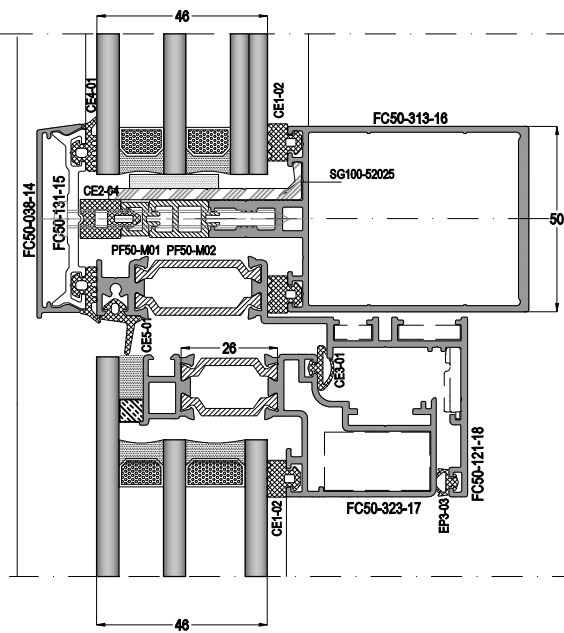 46
CE4-01
CE1-02
FC50-313-16
FC50-038-14
FC50-131-15
CE2-64
SG100-52025
50
PF50-M01 PF50-M02
CE5-01
26
CE3-01
FC50-121-18
CE1-02
FC50-323-17
EP3-03
46